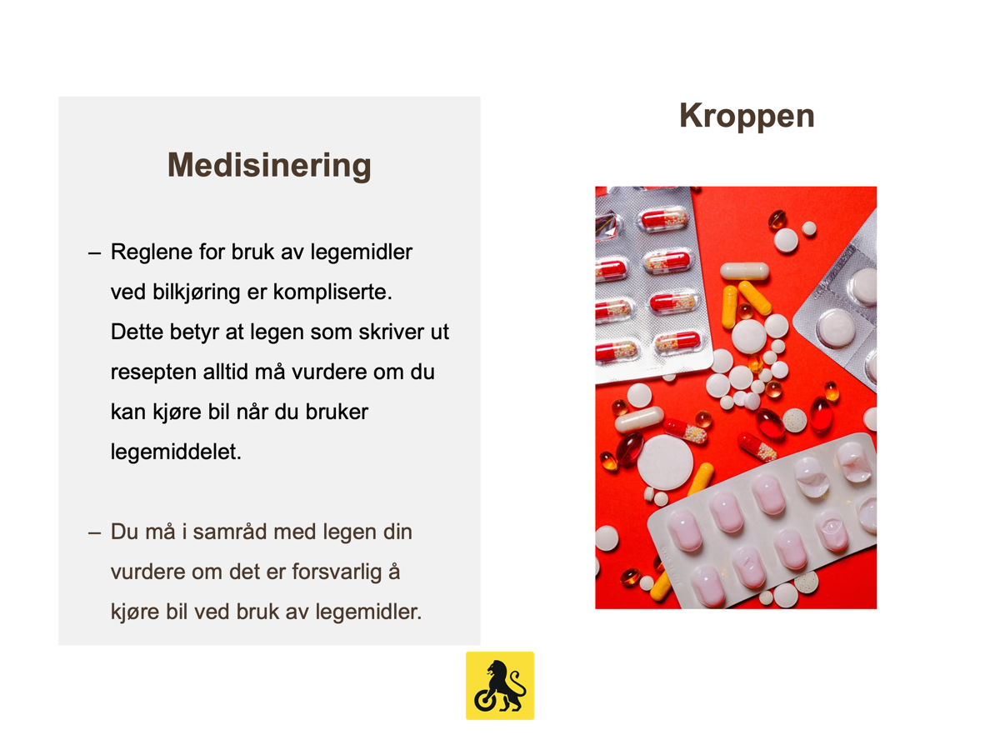 Medisinering
– Reglene for bruk av legemidler
ved bilkjøring er kompliserte.
Dette betyr at legen som skriver ut
resepten alltid må vurdere om du
kan kjøre bil når du bruker
legemiddelet.
– Du må i samråd med legen din
vurdere om det er forsvarlig å
kjøre bil ved bruk av legemidler.
Kroppen